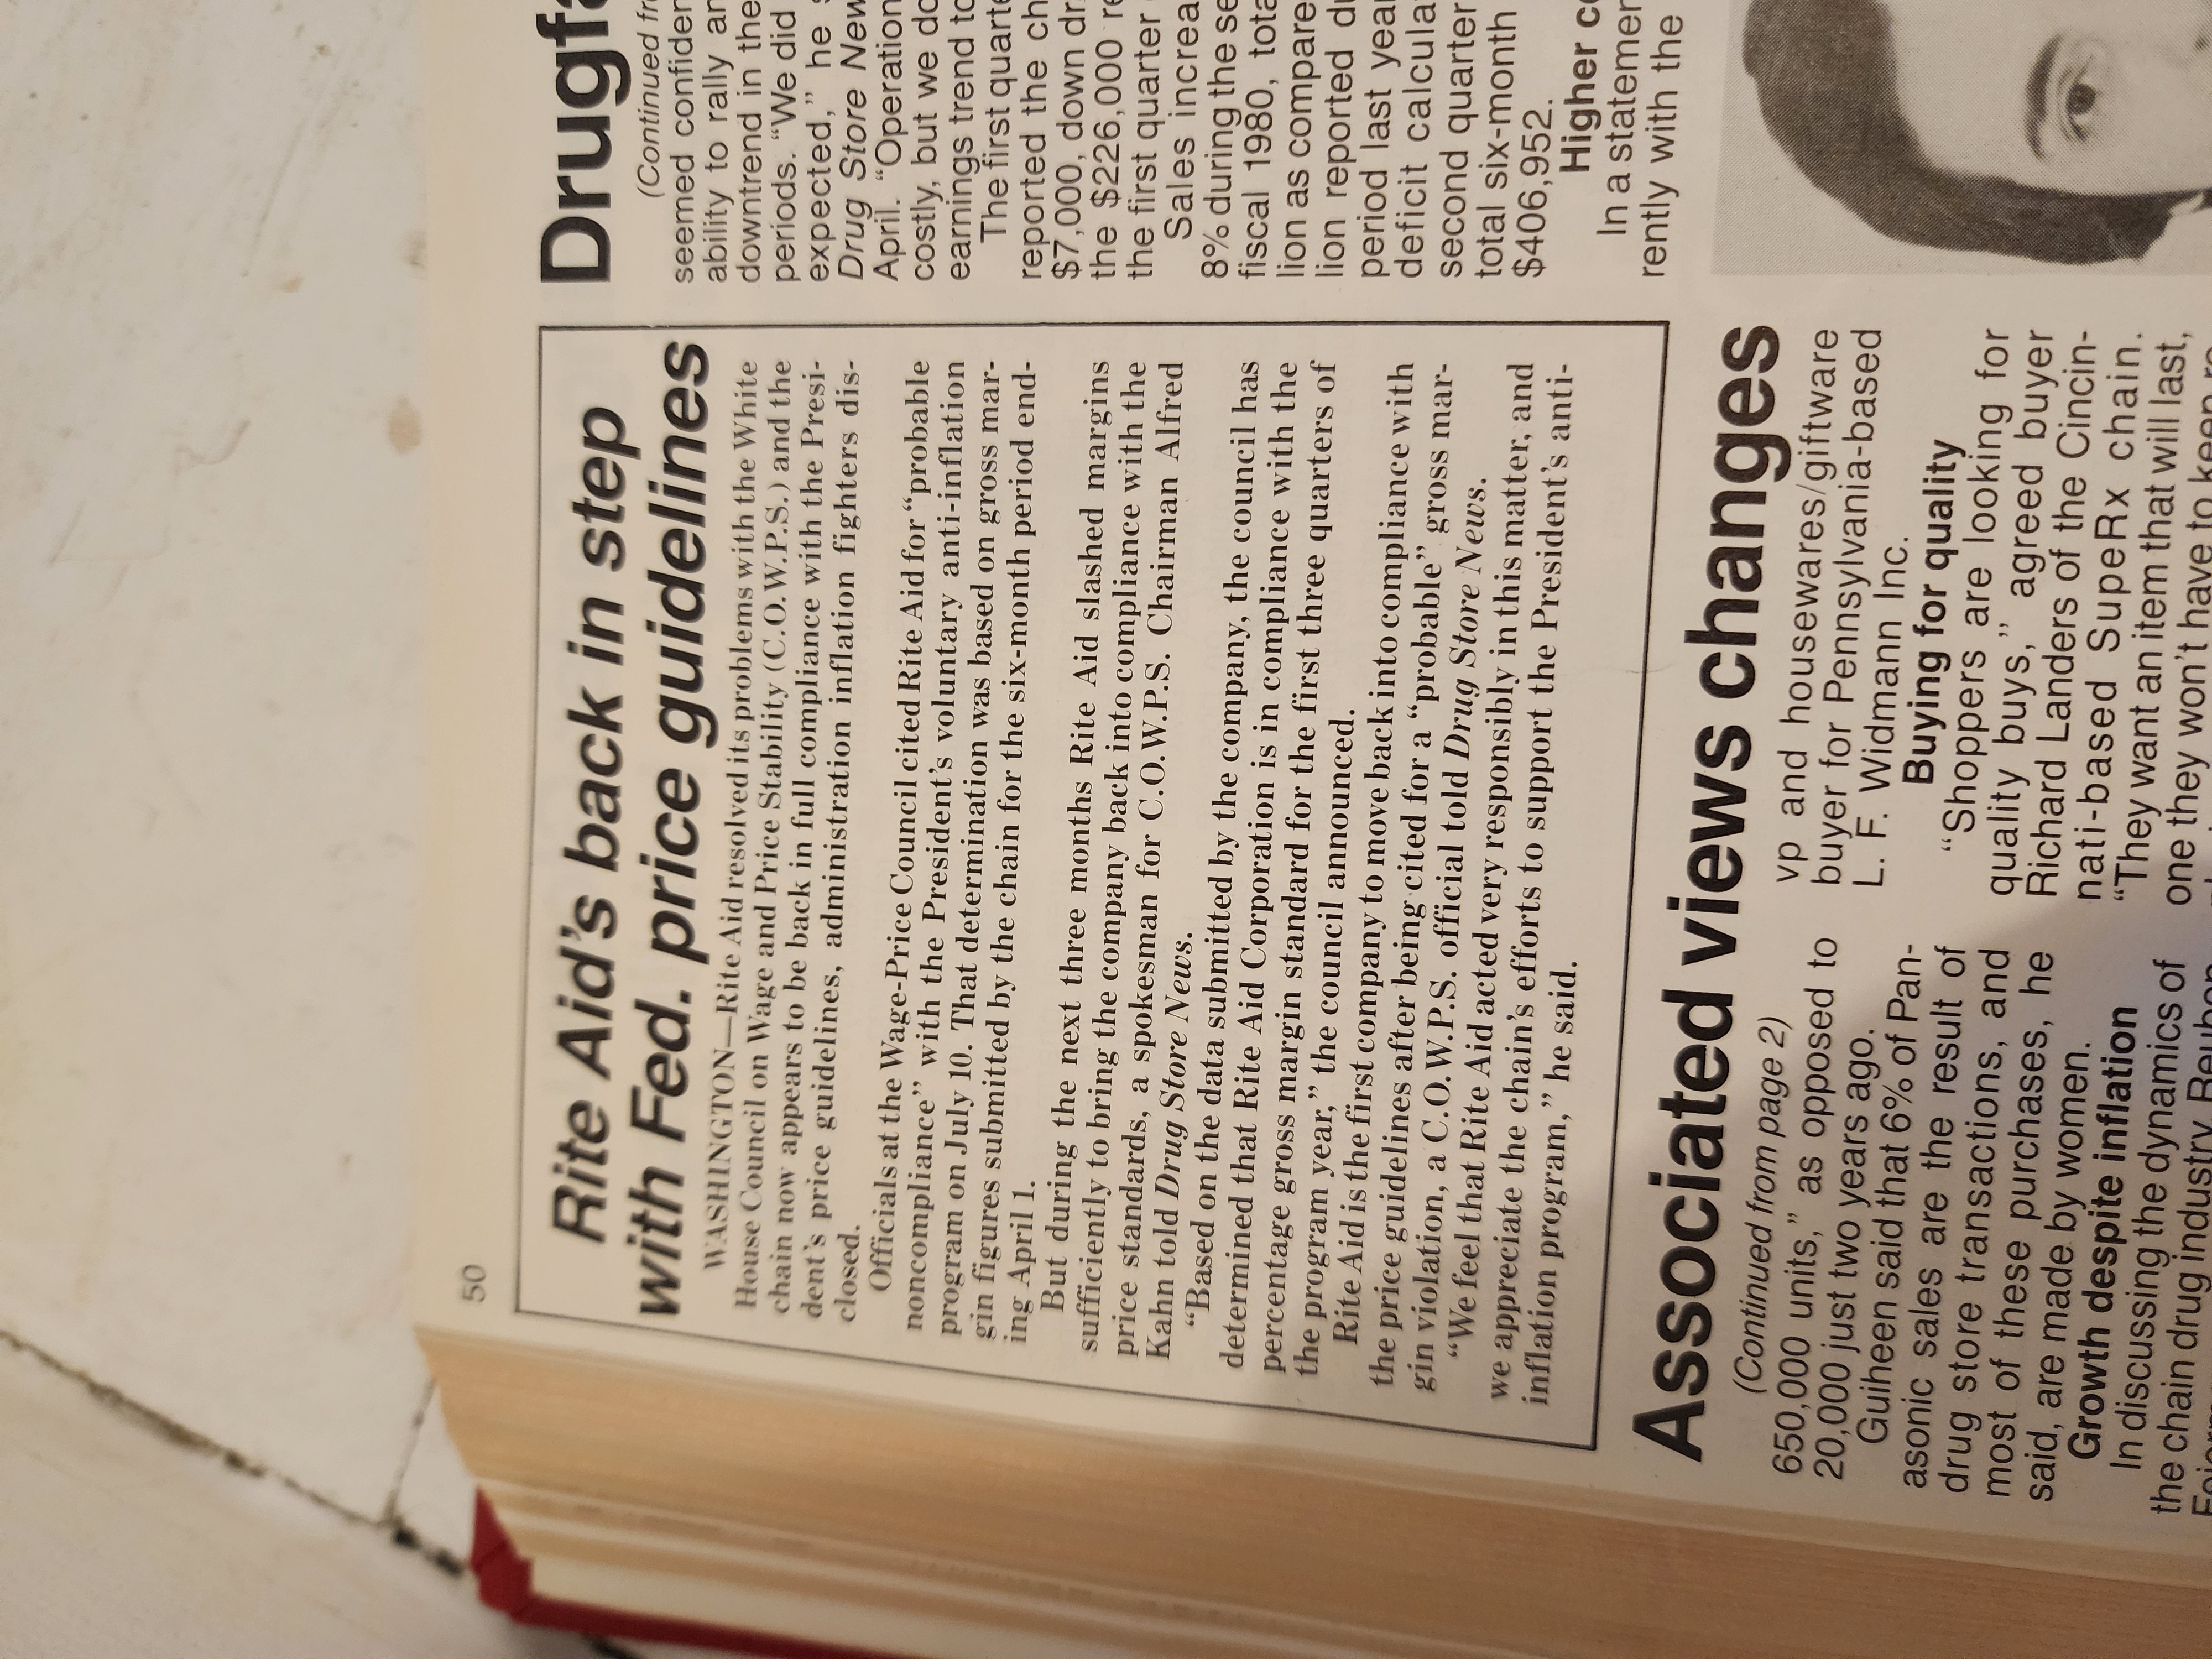 50
Rite Aid's back in step
with Fed. price guidelines
WASHINGTON—Rite Aid resolved its problems with the White
House Council on Wage and Price Stability (C.O.W.P.S.) and the
chain now appears to be back in full compliance with the Presi-
dent's price guidelines, administration inflation fighters dis-
closed.
Officials at the Wage-Price Council cited Rite Aid for "probable
noncompliance" with the President's voluntary anti-inflation
program on July 10. That determination was based on gross mar-
gin figures submitted by the chain for the six-month period end-
ing April 1.
But during the next three months Rite Aid slashed margins
sufficiently to bring the company back into compliance with the
price standards, a spokesman for C.O.W.P.S. Chairman Alfred
Kahn told Drug Store News.
"Based on the data submitted by the company, the council has
determined that Rite Aid Corporation is in compliance with the
percentage gross margin standard for the first three quarters of
the program year," the council announced.
Rite Aid is the first company to move back into compliance with
the price guidelines after being cited for a "probable" gross mar-
gin violation, a C.O.W.P.S. official told Drug Store News.
"We feel that Rite Aid acted very responsibly in this matter, and
we appreciate the chain's efforts to support the President's anti-
inflation program," he said.
Associated views changes
(Continued from page 2)
650,000 units," as opposed to
20,000 just two years ago.
Guiheen said that 6% of Pan-
asonic sales are the result of
drug store transactions, and
most of these purchases, he
said, are made by women.
Growth despite inflation
In discussing the dynamics of
the chain drug industry, Reuben
vp and housewares/giftware
buyer for Pennsylvania-based
L. F. Widmann Inc.
Buying for quality
"Shoppers are looking for
quality buys," agreed buyer
Richard Landers of the Cincin-
nati-based SupeRx chain.
"They want an item that will last,
one they won't have to keep re
Drugfa
(Continued fr
seemed confiden
ability to rally an
downtrend in the
periods. "We did
expected," he s
Drug Store New
April. "Operation
costly, but we do
earnings trend to
The first quarte
reported the ch
$7,000, down dr
the $226,000 re
the first quarter
Sales increa
8% during the se
fiscal 1980, tota
lion as compare
lion reported du
period last yea
deficit calcula
second quarter
total six-month
$406,952.
Higher co
In a statemen
rently with the